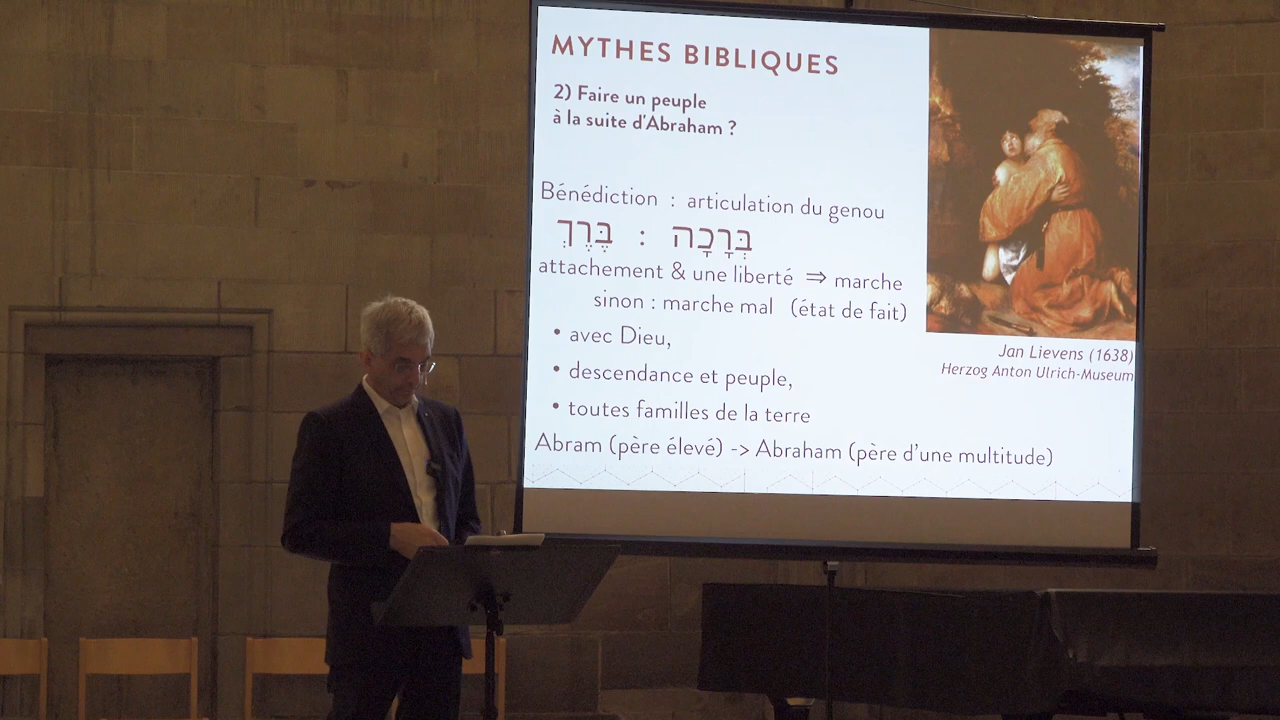 MYTHES BIBLIQUES
2) Faire un peuple
à la suite d'Abraham ?
Bénédiction : articulation du genou
בְּרָכָה : בֶּרֶךְ
attachement & une liberté ⇒ marche
sinon : marche mal (état de fait)
• avec Dieu,
• descendance et peuple,
• toutes familles de la terre
Abram (père élevé) -> Abraham (père d'une multitude)
Jan Lievens (1638)
Herzog Anton Ulrich-Museum